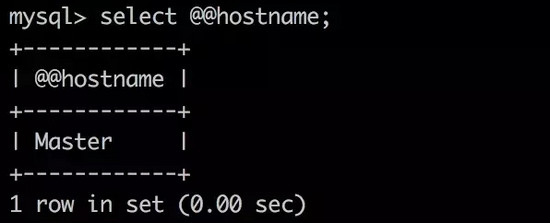 mysql> select @@hostname;
+------------+
| @@hostname |
+------------+
| Master     |
+------------+
1 row in set (0.00 sec)